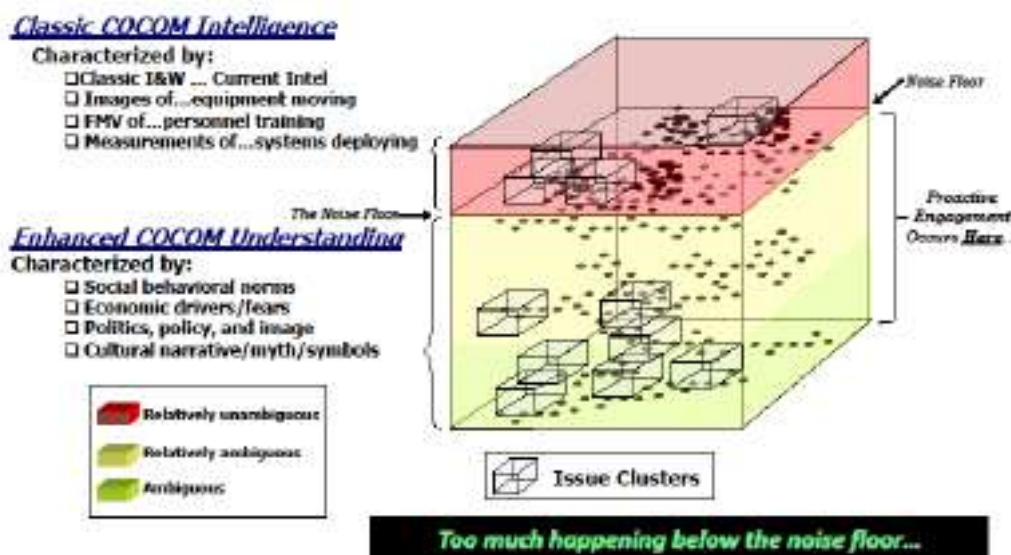 Classic COCOM Intelligence
Characterized by:
❑Classic I&W ... Current Intel
❑ Images of...equipment moving
❑ FMV of...personnel training
❑ Measurements of...systems deploying
Noise Floor
The Noise Floor
Enhanced COCOM Understanding
Characterized by:
❑ Social behavioral norms
❑ Economic drivers/fears
❑ Politics, policy, and image
❑ Cultural narrative/myth/symbols
Proactive
Engagement
Occurs Here...
Relatively unambiguous
Relatively ambiguous
Ambiguous
Issue Clusters
Too much happening below the noise floor...